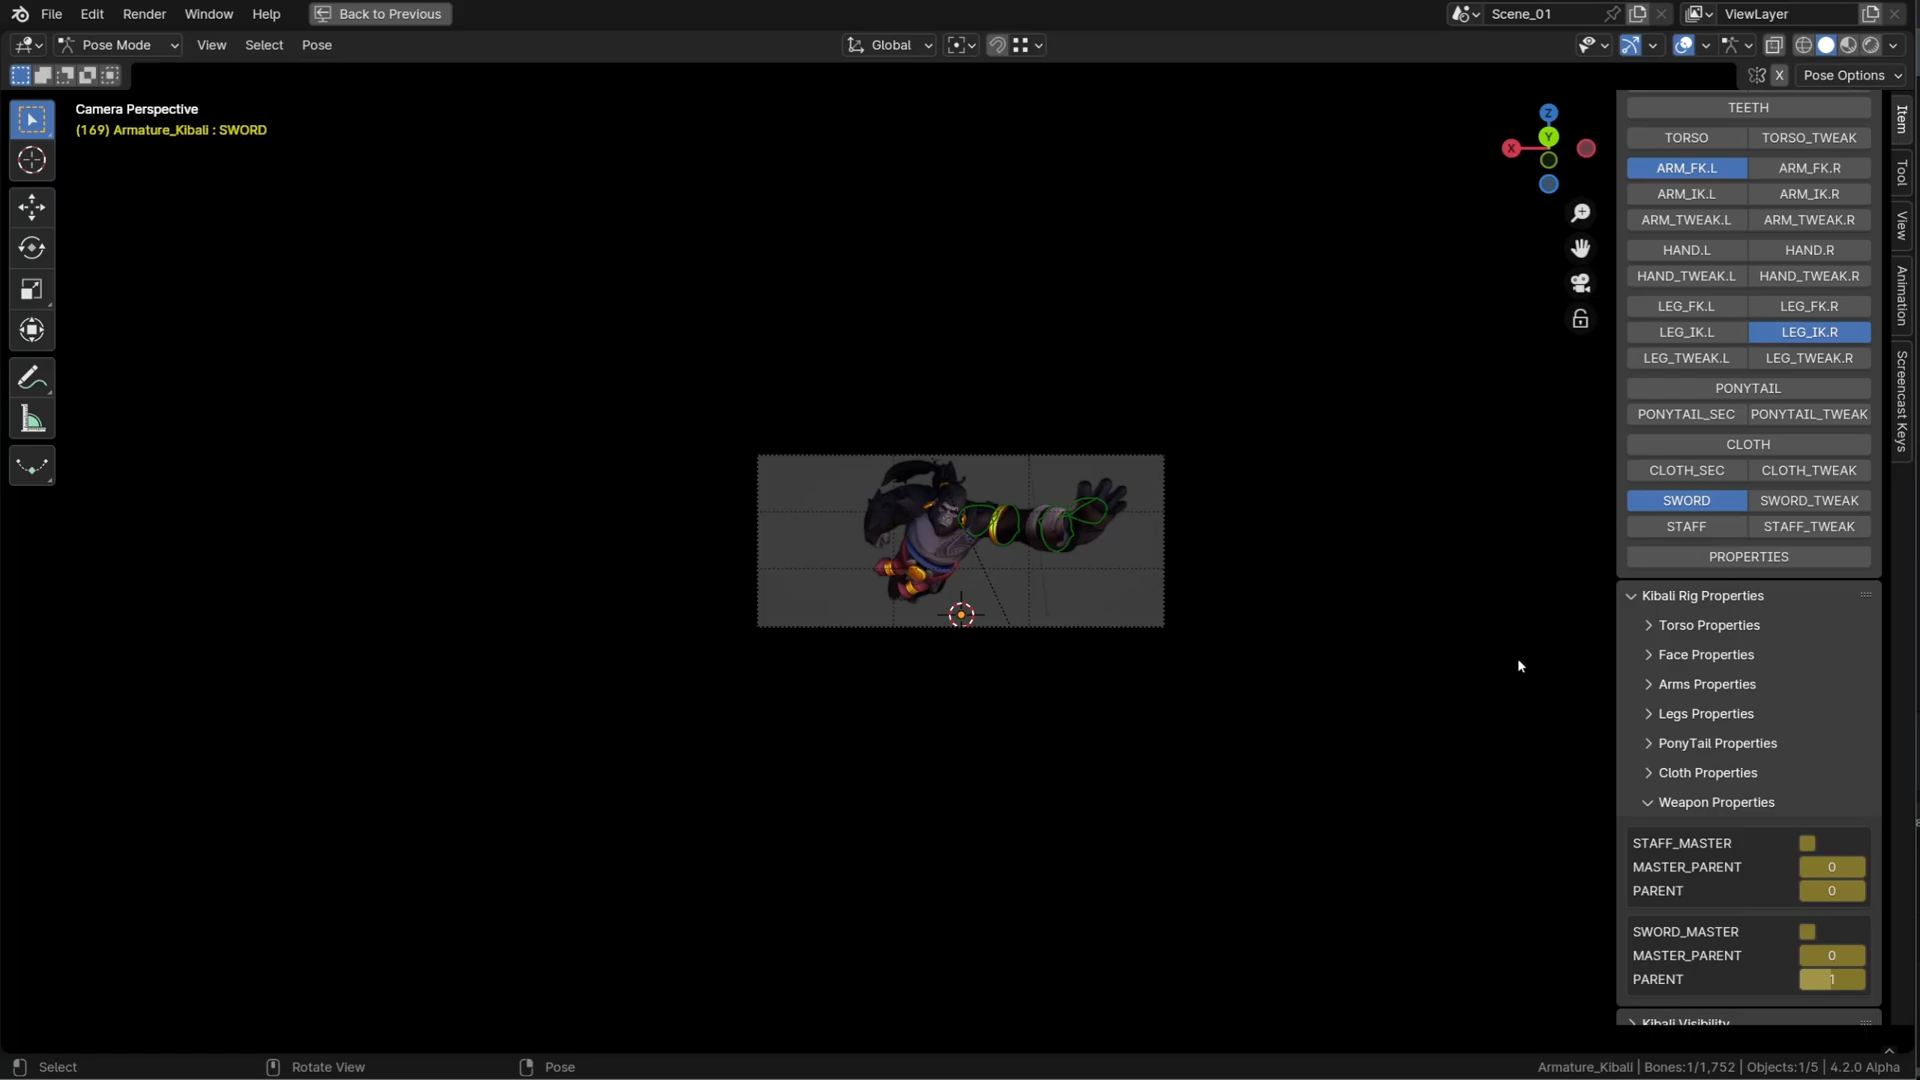 File Edit Render Window Help Back to Previous Scene_01 ViewLayer
Pose Mode View Select Pose Global
X Pose Options
Camera Perspective
(169) Armature_Kibali : SWORD
Z
Y
X
Item
Tool
View
Animation
Screencast Keys
TEETH
TORSO TORSO_TWEAK
ARM_FK.L ARM_FK.R
ARM_IK.L ARM_IK.R
ARM_TWEAK.L ARM_TWEAK.R
HAND.L HAND.R
HAND_TWEAK.L HAND_TWEAK.R
LEG_FK.L LEG_FK.R
LEG_IK.L LEG_IK.R
LEG_TWEAK.L LEG_TWEAK.R
PONYTAIL
PONYTAIL_SEC PONYTAIL_TWEAK
CLOTH
CLOTH_SEC CLOTH_TWEAK
SWORD SWORD_TWEAK
STAFF STAFF_TWEAK
PROPERTIES
Kibali Rig Properties
Torso Properties
Face Properties
Arms Properties
Legs Properties
PonyTail Properties
Cloth Properties
Weapon Properties
STAFF_MASTER
MASTER_PARENT 0
PARENT 0
SWORD_MASTER
MASTER_PARENT 0
PARENT 1
Kibali Visibility
Select Rotate View Pose Armature_Kibali | Bones:1/1,752 | Objects:1/5 | 4.2.0 Alpha